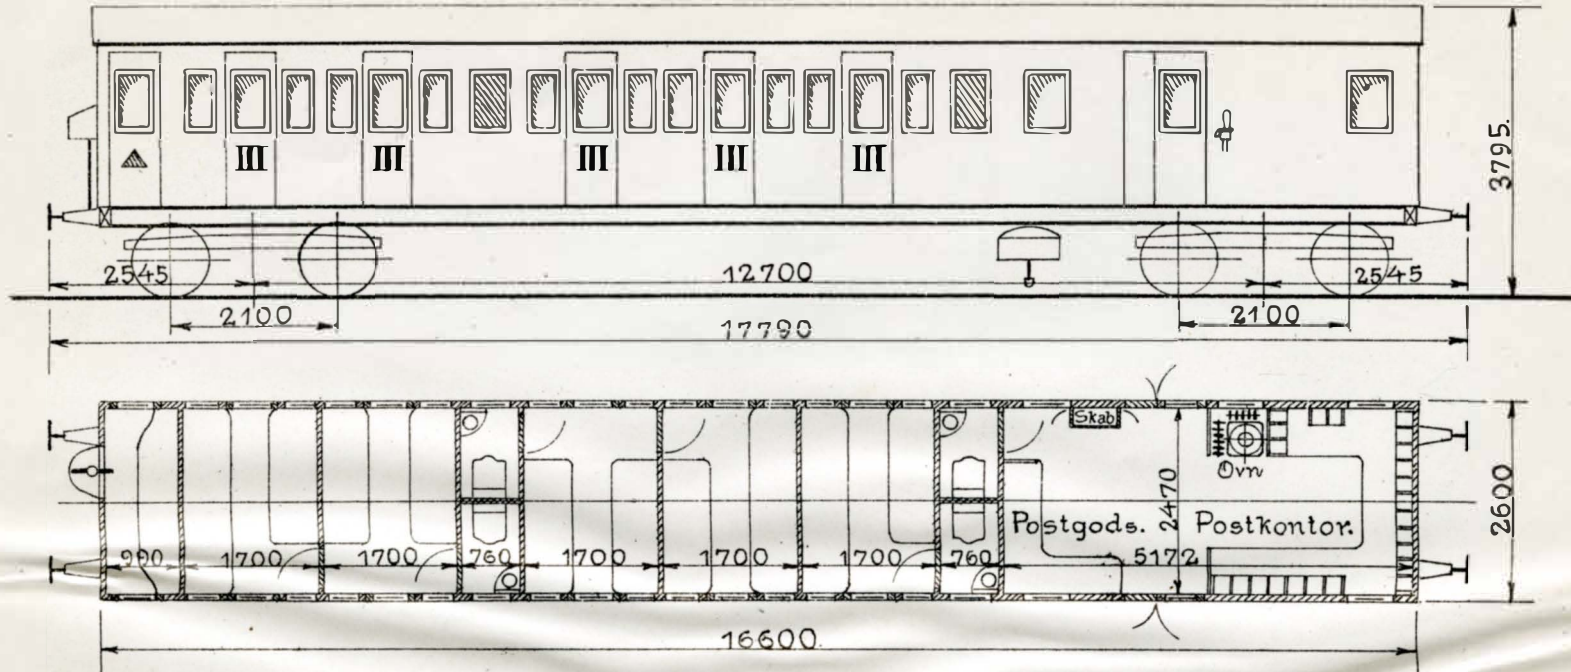 III III III III III
3795.
2545 12700 2545
2100 2100
17790
Skab
Ovn
2470
2600
Postgods. Postkontor.
990 1700 1700 760 1700 1700 1700 760 5172
16600.